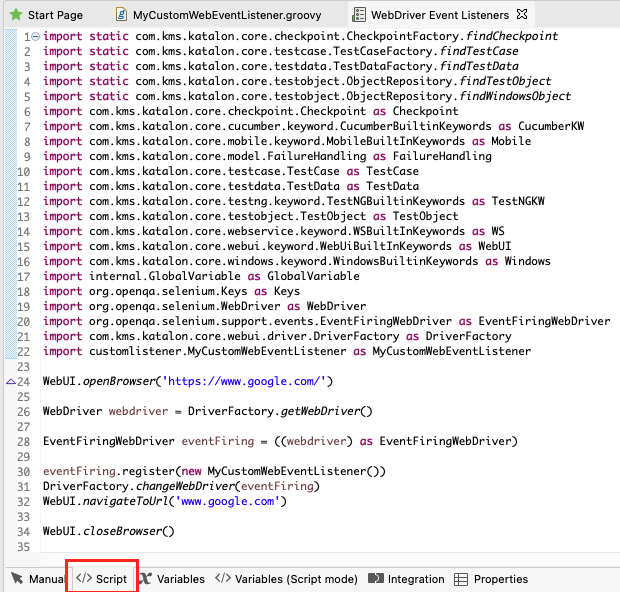 Start Page MyCustomWebEventListener.groovy WebDriver Event Listeners
1 import static com.kms.katalon.core.checkpoint.CheckpointFactory.findCheckpoint
2 import static com.kms.katalon.core.testcase.TestCaseFactory.findTestCase
3 import static com.kms.katalon.core.testdata.TestDataFactory.findTestData
4 import static com.kms.katalon.core.testobject.ObjectRepository.findTestObject
5 import static com.kms.katalon.core.testobject.ObjectRepository.findWindowsObject
6 import com.kms.katalon.core.checkpoint.Checkpoint as Checkpoint
7 import com.kms.katalon.core.cucumber.keyword.CucumberBuiltinKeywords as CucumberKW
8 import com.kms.katalon.core.mobile.keyword.MobileBuiltInKeywords as Mobile
9 import com.kms.katalon.core.model.FailureHandling as FailureHandling
10 import com.kms.katalon.core.testcase.TestCase as TestCase
11 import com.kms.katalon.core.testdata.TestData as TestData
12 import com.kms.katalon.core.testng.keyword.TestNGBuiltinKeywords as TestNGKW
13 import com.kms.katalon.core.testobject.TestObject as TestObject
14 import com.kms.katalon.core.webservice.keyword.WSBuiltInKeywords as WS
15 import com.kms.katalon.core.webui.keyword.WebUiBuiltInKeywords as WebUI
16 import com.kms.katalon.core.windows.keyword.WindowsBuiltinKeywords as Windows
17 import internal.GlobalVariable as GlobalVariable
18 import org.openqa.selenium.Keys as Keys
19 import org.openqa.selenium.WebDriver as WebDriver
20 import org.openqa.selenium.support.events.EventFiringWebDriver as EventFiringWebDriver
21 import com.kms.katalon.core.webui.driver.DriverFactory as DriverFactory
22 import customlistener.MyCustomWebEventListener as MyCustomWebEventListener
23
24 WebUI.openBrowser('https://www.google.com/')
25
26 WebDriver webdriver = DriverFactory.getWebDriver()
27
28 EventFiringWebDriver eventFiring = ((webdriver) as EventFiringWebDriver)
29
30 eventFiring.register(new MyCustomWebEventListener())
31 DriverFactory.changeWebDriver(eventFiring)
32 WebUI.navigateToUrl('www.google.com')
33
34 WebUI.closeBrowser()
35
Manual </> Script Variables </> Variables (Script mode) Integration Properties